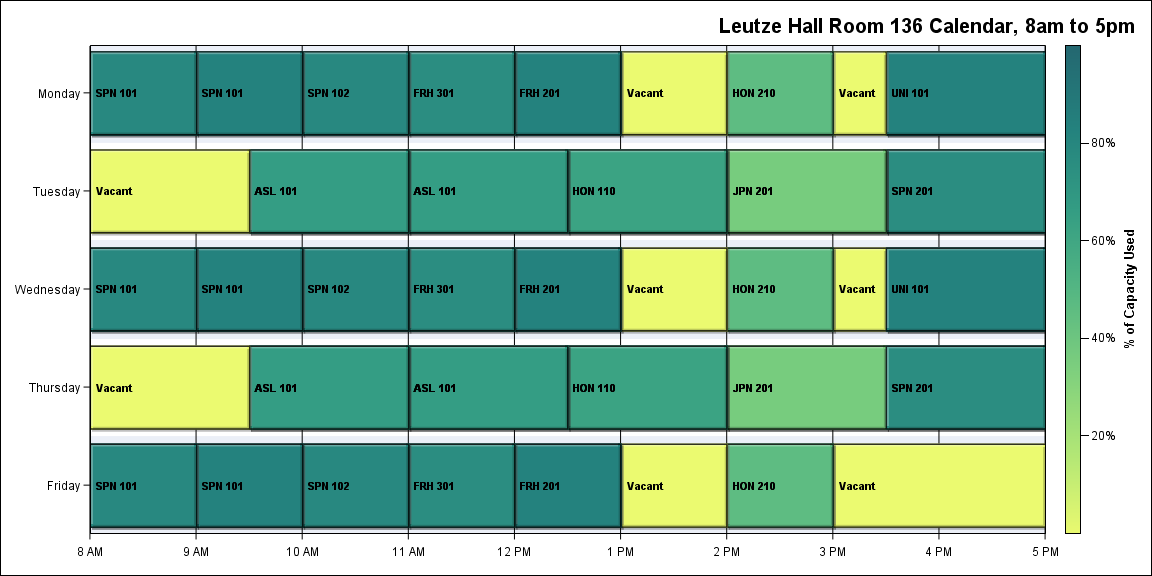 Leutze Hall Room 136 Calendar, 8am to 5pm
Monday
SPN 101
SPN 101
SPN 102
FRH 301
FRH 201
Vacant
HON 210
Vacant
UNI 101
Tuesday
Vacant
ASL 101
ASL 101
HON 110
JPN 201
SPN 201
Wednesday
SPN 101
SPN 101
SPN 102
FRH 301
FRH 201
Vacant
HON 210
Vacant
UNI 101
Thursday
Vacant
ASL 101
ASL 101
HON 110
JPN 201
SPN 201
Friday
SPN 101
SPN 101
SPN 102
FRH 301
FRH 201
Vacant
HON 210
Vacant
8 AM
9 AM
10 AM
11 AM
12 PM
1 PM
2 PM
3 PM
4 PM
5 PM
80%
60%
40%
20%
% of Capacity Used